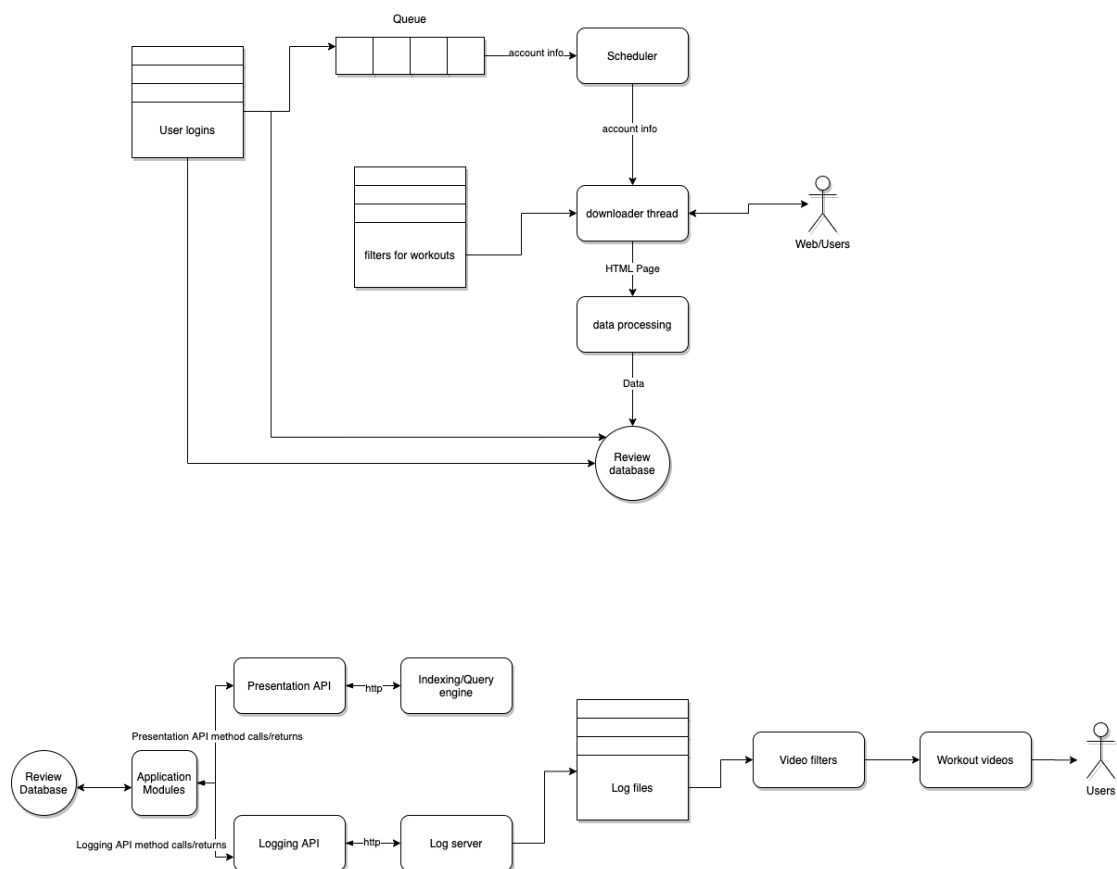 Queue
account info
Scheduler
User logins
account info
filters for workouts
downloader thread
Web/Users
HTML Page
data processing
Data
Review
database
Presentation API
http
Indexing/Query
engine
Presentation API method calls/returns
Review
Database
Application
Modules
Log files
Video filters
Workout videos
Users
Logging API method calls/returns
Logging API
http
Log server